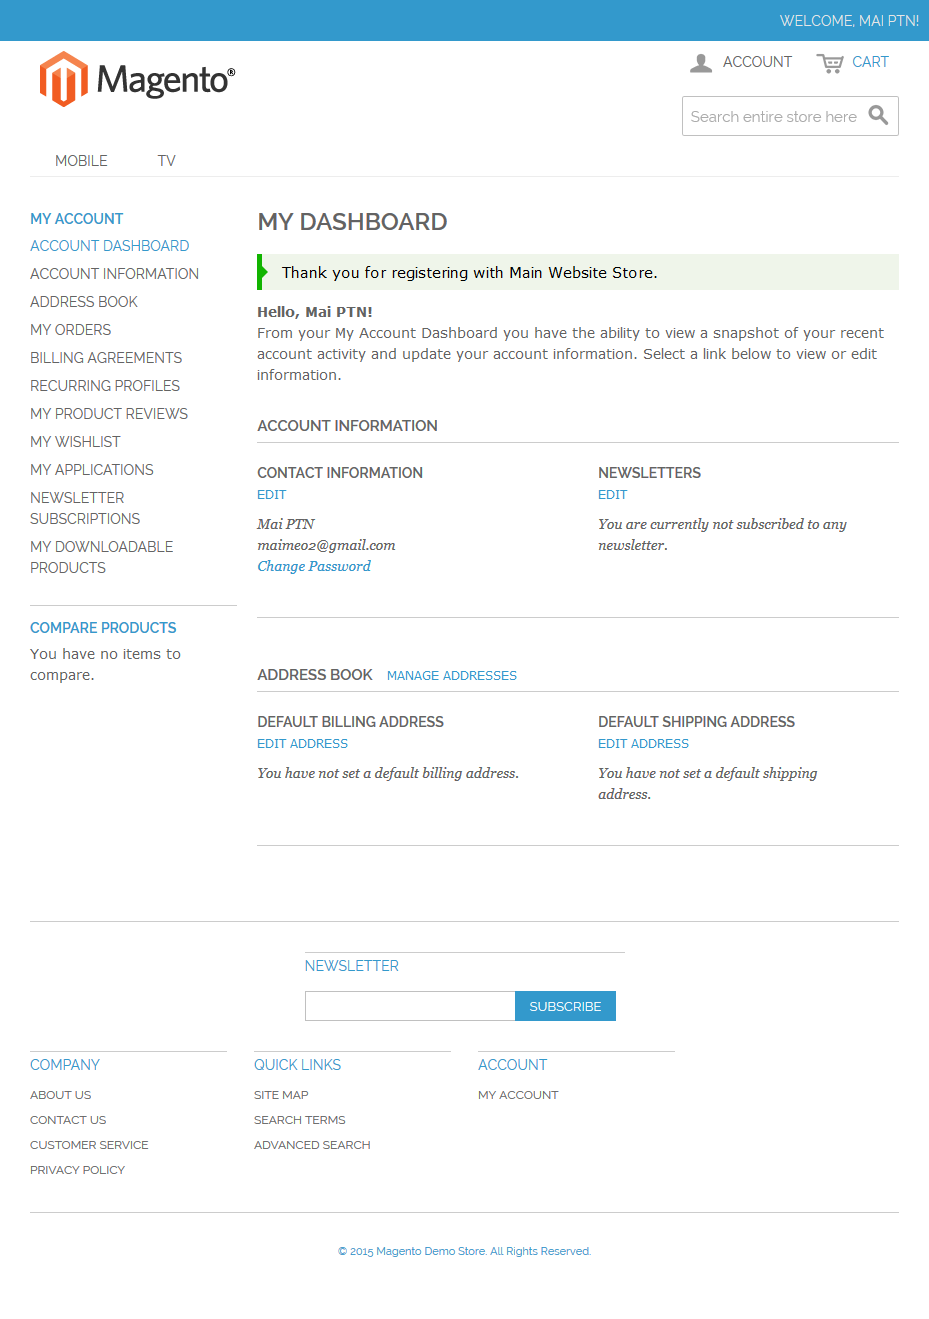 WELCOME, MAI PTN!
Magento®
ACCOUNT
CART
Search entire store here
MOBILE
TV
MY ACCOUNT
ACCOUNT DASHBOARD
ACCOUNT INFORMATION
ADDRESS BOOK
MY ORDERS
BILLING AGREEMENTS
RECURRING PROFILES
MY PRODUCT REVIEWS
MY WISHLIST
MY APPLICATIONS
NEWSLETTER
SUBSCRIPTIONS
MY DOWNLOADABLE
PRODUCTS
COMPARE PRODUCTS
You have no items to
compare.
MY DASHBOARD
Thank you for registering with Main Website Store.
Hello, Mai PTN!
From your My Account Dashboard you have the ability to view a snapshot of your recent
account activity and update your account information. Select a link below to view or edit
information.
ACCOUNT INFORMATION
CONTACT INFORMATION
EDIT
Mai PTN
maimeo2@gmail.com
Change Password
NEWSLETTERS
EDIT
You are currently not subscribed to any
newsletter.
ADDRESS BOOK MANAGE ADDRESSES
DEFAULT BILLING ADDRESS
EDIT ADDRESS
You have not set a default billing address.
DEFAULT SHIPPING ADDRESS
EDIT ADDRESS
You have not set a default shipping
address.
NEWSLETTER
SUBSCRIBE
COMPANY
ABOUT US
CONTACT US
CUSTOMER SERVICE
PRIVACY POLICY
QUICK LINKS
SITE MAP
SEARCH TERMS
ADVANCED SEARCH
ACCOUNT
MY ACCOUNT
© 2015 Magento Demo Store. All Rights Reserved.